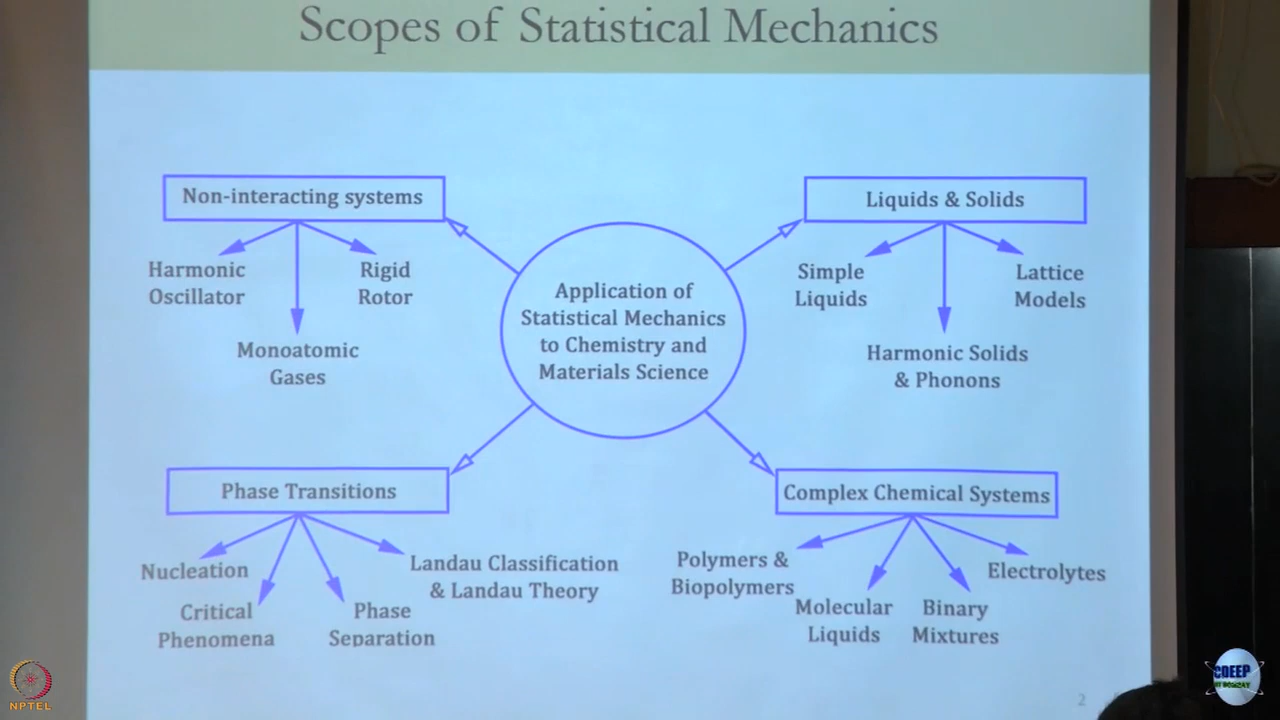 Scopes of Statistical Mechanics
Non-interacting systems
Harmonic
Oscillator
Rigid
Rotor
Monoatomic
Gases
Application of
Statistical Mechanics
to Chemistry and
Materials Science
Liquids & Solids
Simple
Liquids
Lattice
Models
Harmonic Solids
& Phonons
Phase Transitions
Nucleation
Critical
Phenomena
Phase
Separation
Landau Classification
& Landau Theory
Complex Chemical Systems
Polymers &
Biopolymers
Molecular
Liquids
Binary
Mixtures
Electrolytes
2
NPTEL
CDEEP
IIT BOMBAY